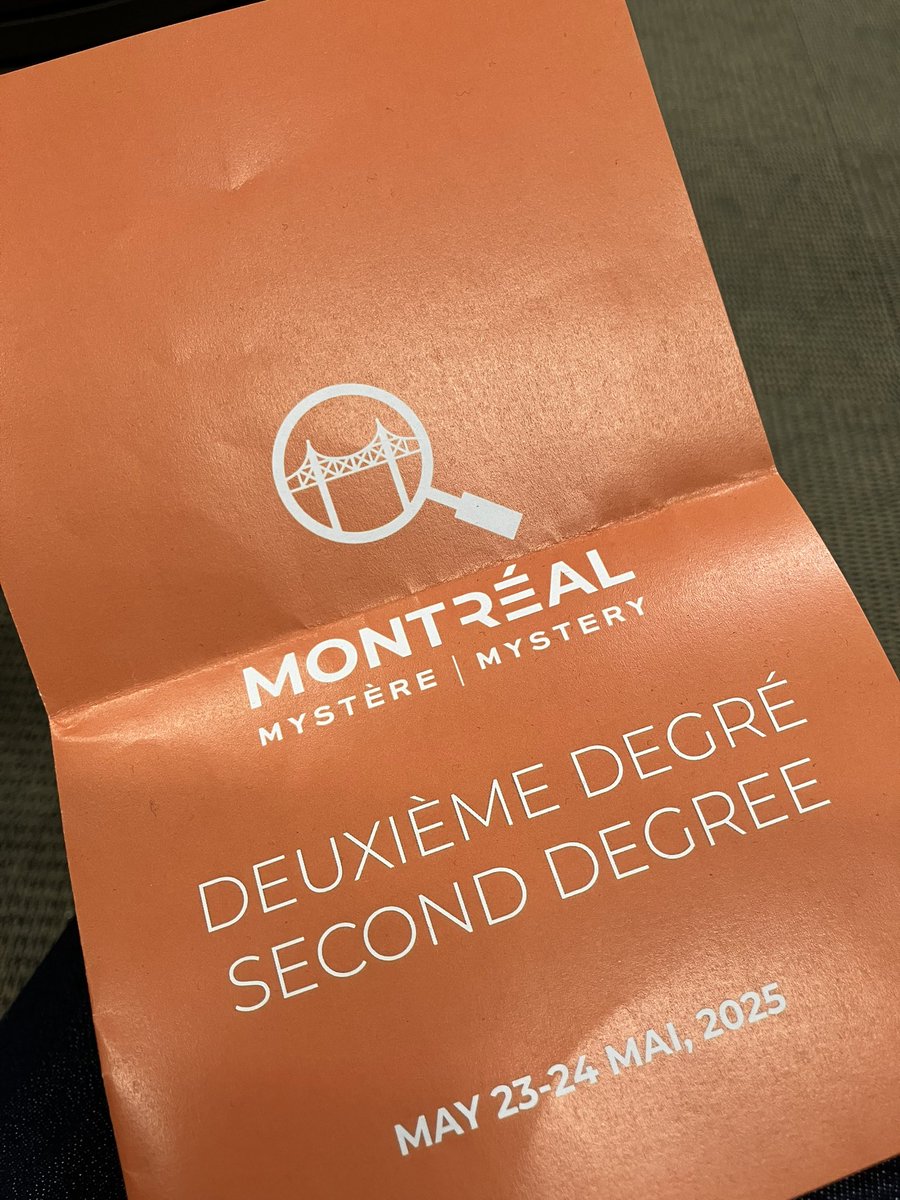 MONTRÉAL
MYSTÈRE | MYSTERY
DEUXIÈME DEGRÉ
SECOND DEGREE
MAY 23-24 MAI, 2025